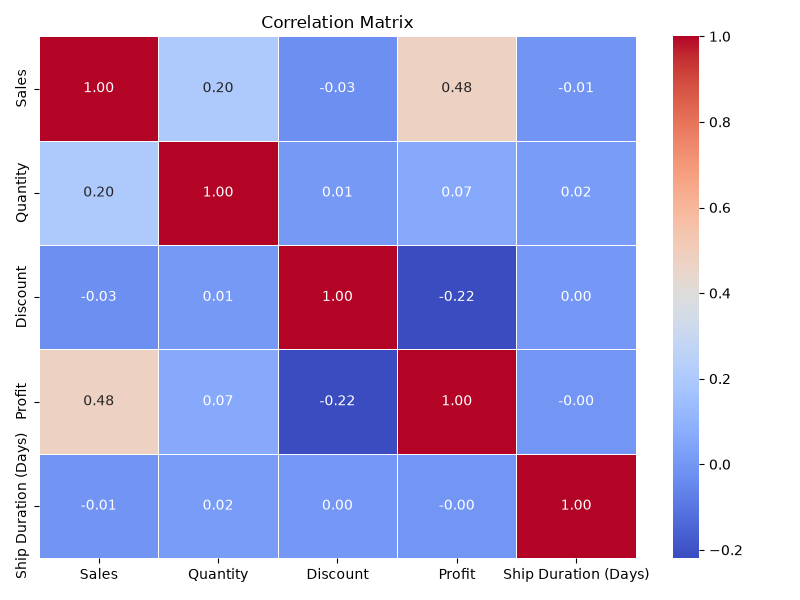 Correlation Matrix
Sales 1.00 0.20 -0.03 0.48 -0.01
Quantity 0.20 1.00 0.01 0.07 0.02
Discount -0.03 0.01 1.00 -0.22 0.00
Profit 0.48 0.07 -0.22 1.00 -0.00
Ship Duration (Days) -0.01 0.02 0.00 -0.00 1.00
Sales Quantity Discount Profit Ship Duration (Days)
1.0
0.8
0.6
0.4
0.2
0.0
−0.2